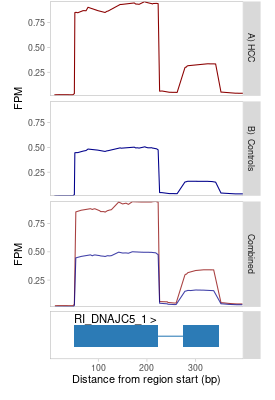 0.75
0.50
0.25
A) HCC
FPM
0.75
0.50
0.25
B) Controls
0.75
0.50
0.25
FPM
Combined
RI_DNAJC5_1 >
100 200 300
Distance from region start (bp)